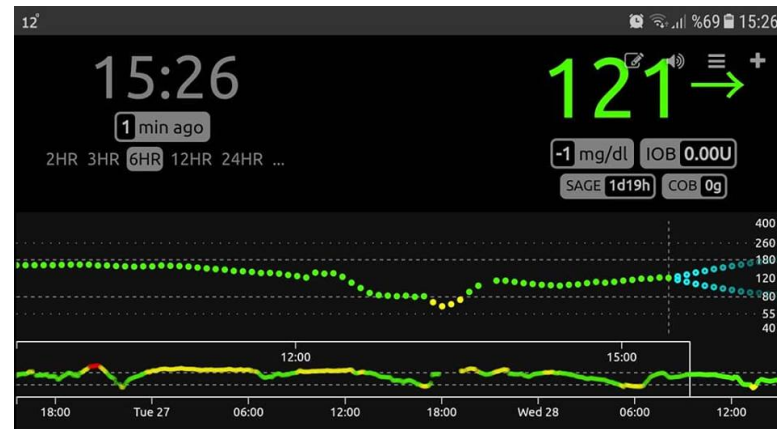 12° %69 15:26
15:26
1 min ago
2HR 3HR 6HR 12HR 24HR ...
121→
-1 mg/dl IOB 0.00U
SAGE 1d19h COB 0g
400
260
180
120
80
55
40
12:00 15:00
18:00 Tue 27 06:00 12:00 18:00 Wed 28 06:00 12:00